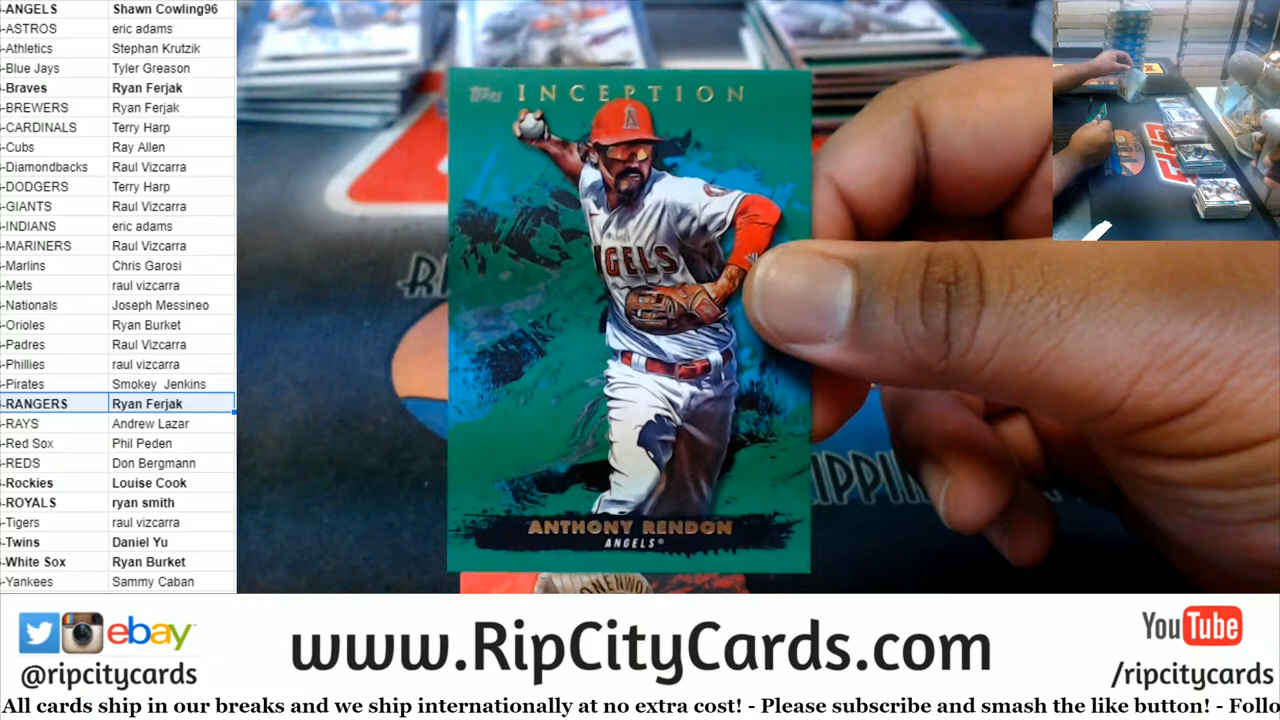 -ANGELS Shawn Cowling96
-ASTROS eric adams
-Athletics Stephan Krutzik
-Blue Jays Tyler Greason
-Braves Ryan Ferjak
-BREWERS Ryan Ferjak
-CARDINALS Terry Harp
-Cubs Ray Allen
-Diamondbacks Raul Vizcarra
-DODGERS Terry Harp
-GIANTS Raul Vizcarra
-INDIANS eric adams
-MARINERS Raul Vizcarra
-Marlins Chris Garosi
-Mets raul vizcarra
-Nationals Joseph Messineo
-Orioles Ryan Burket
-Padres Raul Vizcarra
-Phillies raul vizcarra
-Pirates Smokey Jenkins
-RANGERS Ryan Ferjak
-RAYS Andrew Lazar
-Red Sox Phil Peden
-REDS Don Bergmann
-Rockies Louise Cook
-ROYALS ryan smith
-Tigers raul vizcarra
-Twins Daniel Yu
-White Sox Ryan Burket
-Yankees Sammy Caban
Topps INCEPTION
A
ANGELS
ANTHONY RENDON
ANGELS®
ebay
@ripcitycards
www.RipCityCards.com
YouTube
/ripcitycards
All cards ship in our breaks and we ship internationally at no extra cost! - Please subscribe and smash the like button! - Follo